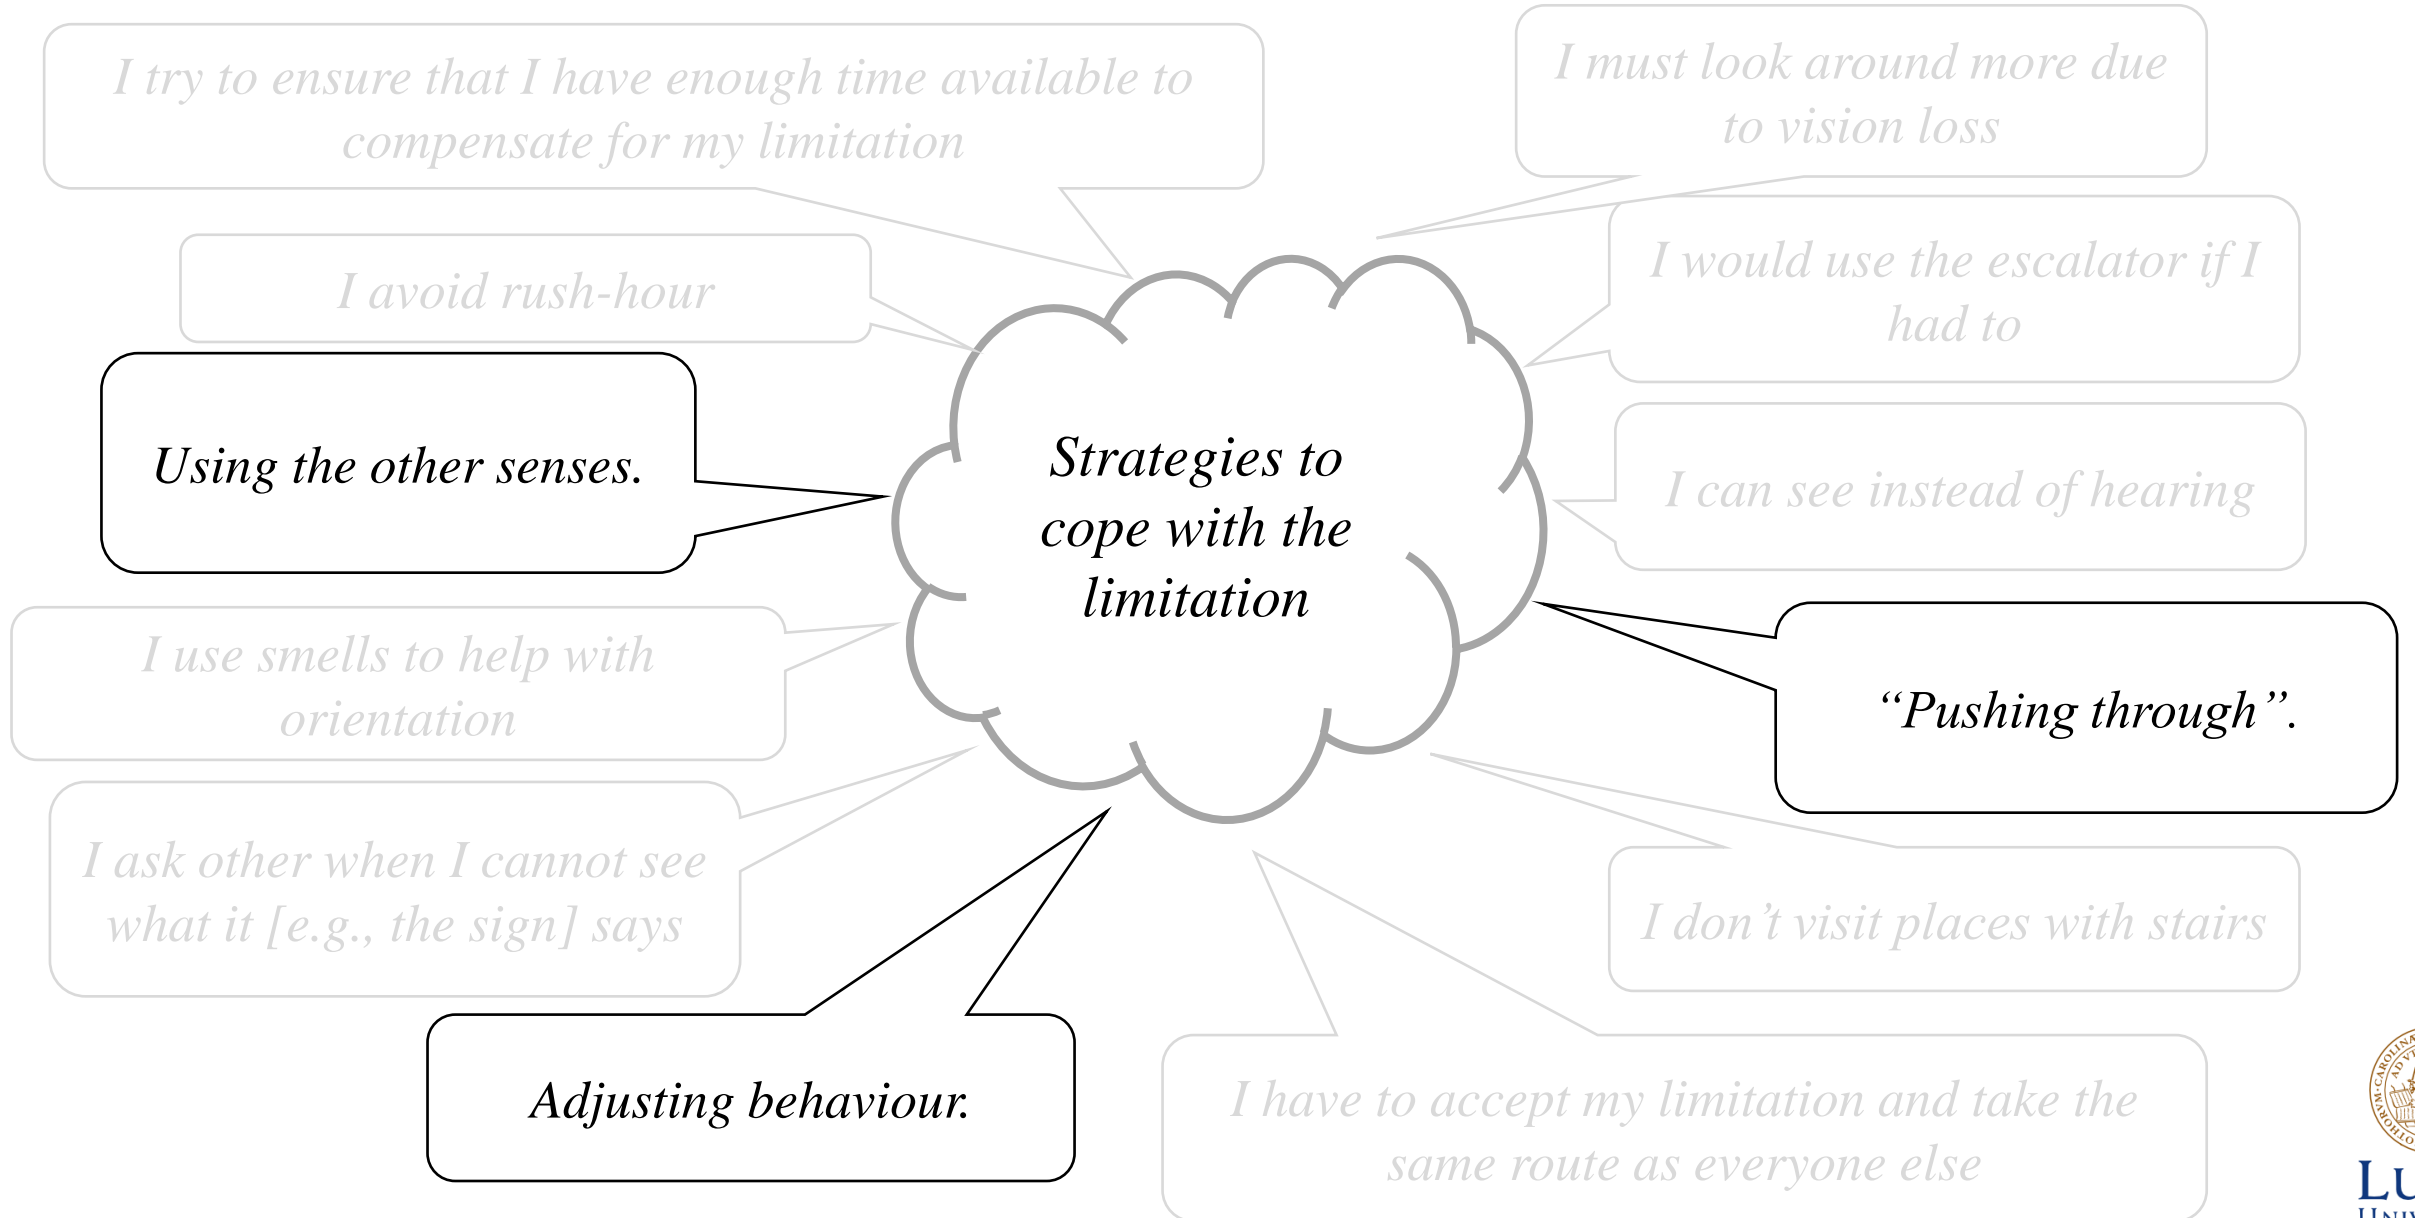 I try to ensure that I have enough time available to
compensate for my limitation
I must look around more due
to vision loss
I avoid rush-hour
I would use the escalator if I
had to
Using the other senses.
Strategies to
cope with the
limitation
I can see instead of hearing
I use smells to help with
orientation
“Pushing through”.
I ask other when I cannot see
what it [e.g., the sign] says
I don’t visit places with stairs
Adjusting behaviour.
I have to accept my limitation and take the
same route as everyone else